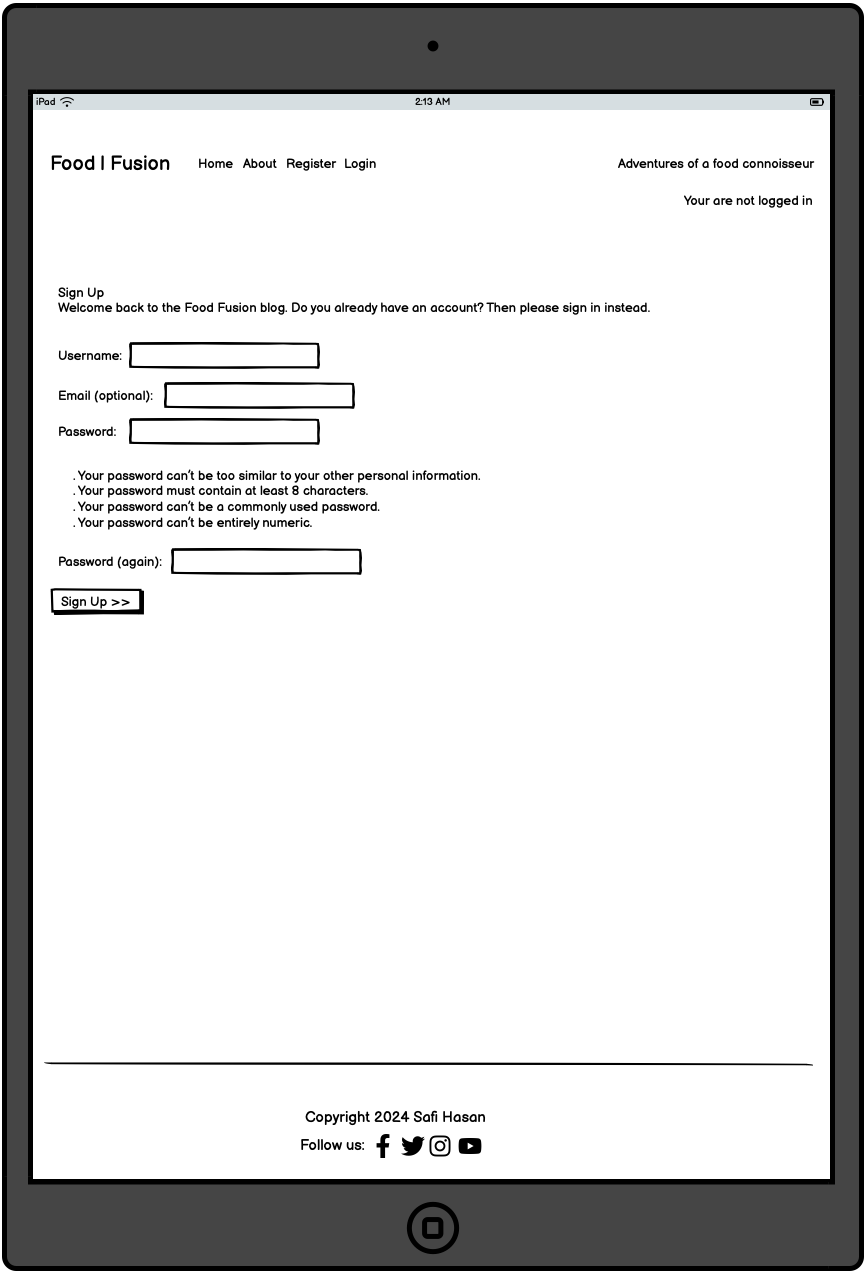 iPad 2:13 AM
Food | Fusion Home About Register Login Adventures of a food connoisseur
Your are not logged in
Sign Up
Welcome back to the Food Fusion blog. Do you already have an account? Then please sign in instead.
Username:
Email (optional):
Password:
. Your password can't be too similar to your other personal information.
. Your password must contain at least 8 characters.
. Your password can't be a commonly used password.
. Your password can't be entirely numeric.
Password (again):
Sign Up >>
Copyright 2024 Safi Hasan
Follow us: